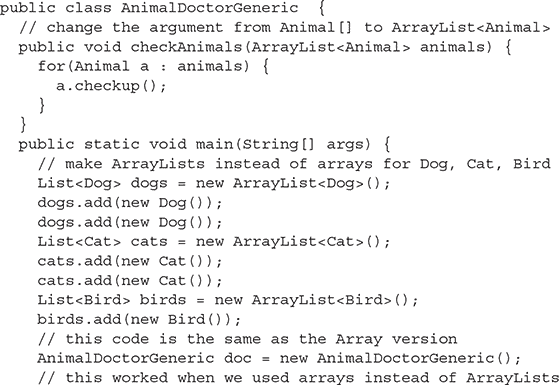 public class AnimalDoctorGeneric {
// change the argument from Animal[] to ArrayList<Animal>
public void checkAnimals(ArrayList<Animal> animals) {
for(Animal a : animals) {
a.checkup();
}
}
public static void main(String[] args) {
// make ArrayLists instead of arrays for Dog, Cat, Bird
List<Dog> dogs = new ArrayList<Dog>();
dogs.add(new Dog());
dogs.add(new Dog());
List<Cat> cats = new ArrayList<Cat>();
cats.add(new Cat());
cats.add(new Cat());
List<Bird> birds = new ArrayList<Bird>();
birds.add(new Bird());
// this code is the same as the Array version
AnimalDoctorGeneric doc = new AnimalDoctorGeneric();
// this worked when we used arrays instead of ArrayLists